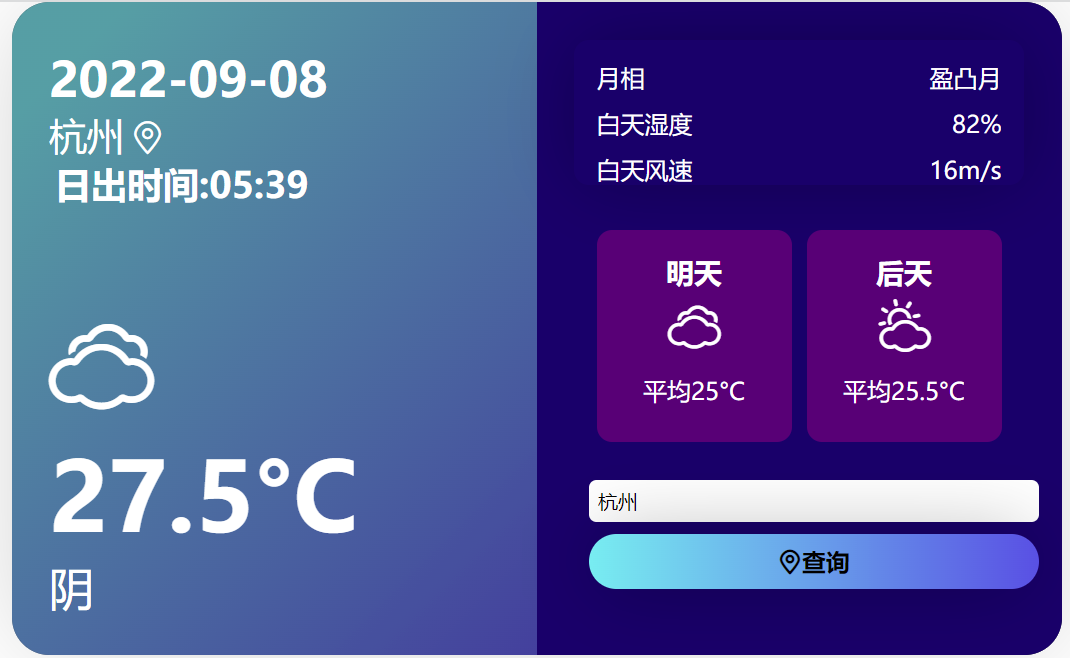 2022-09-08
杭州
日出时间:05:39
27.5°C
阴
月相 盈凸月
白天湿度 82%
白天风速 16m/s
明天
平均25°C
后天
平均25.5°C
杭州
查询